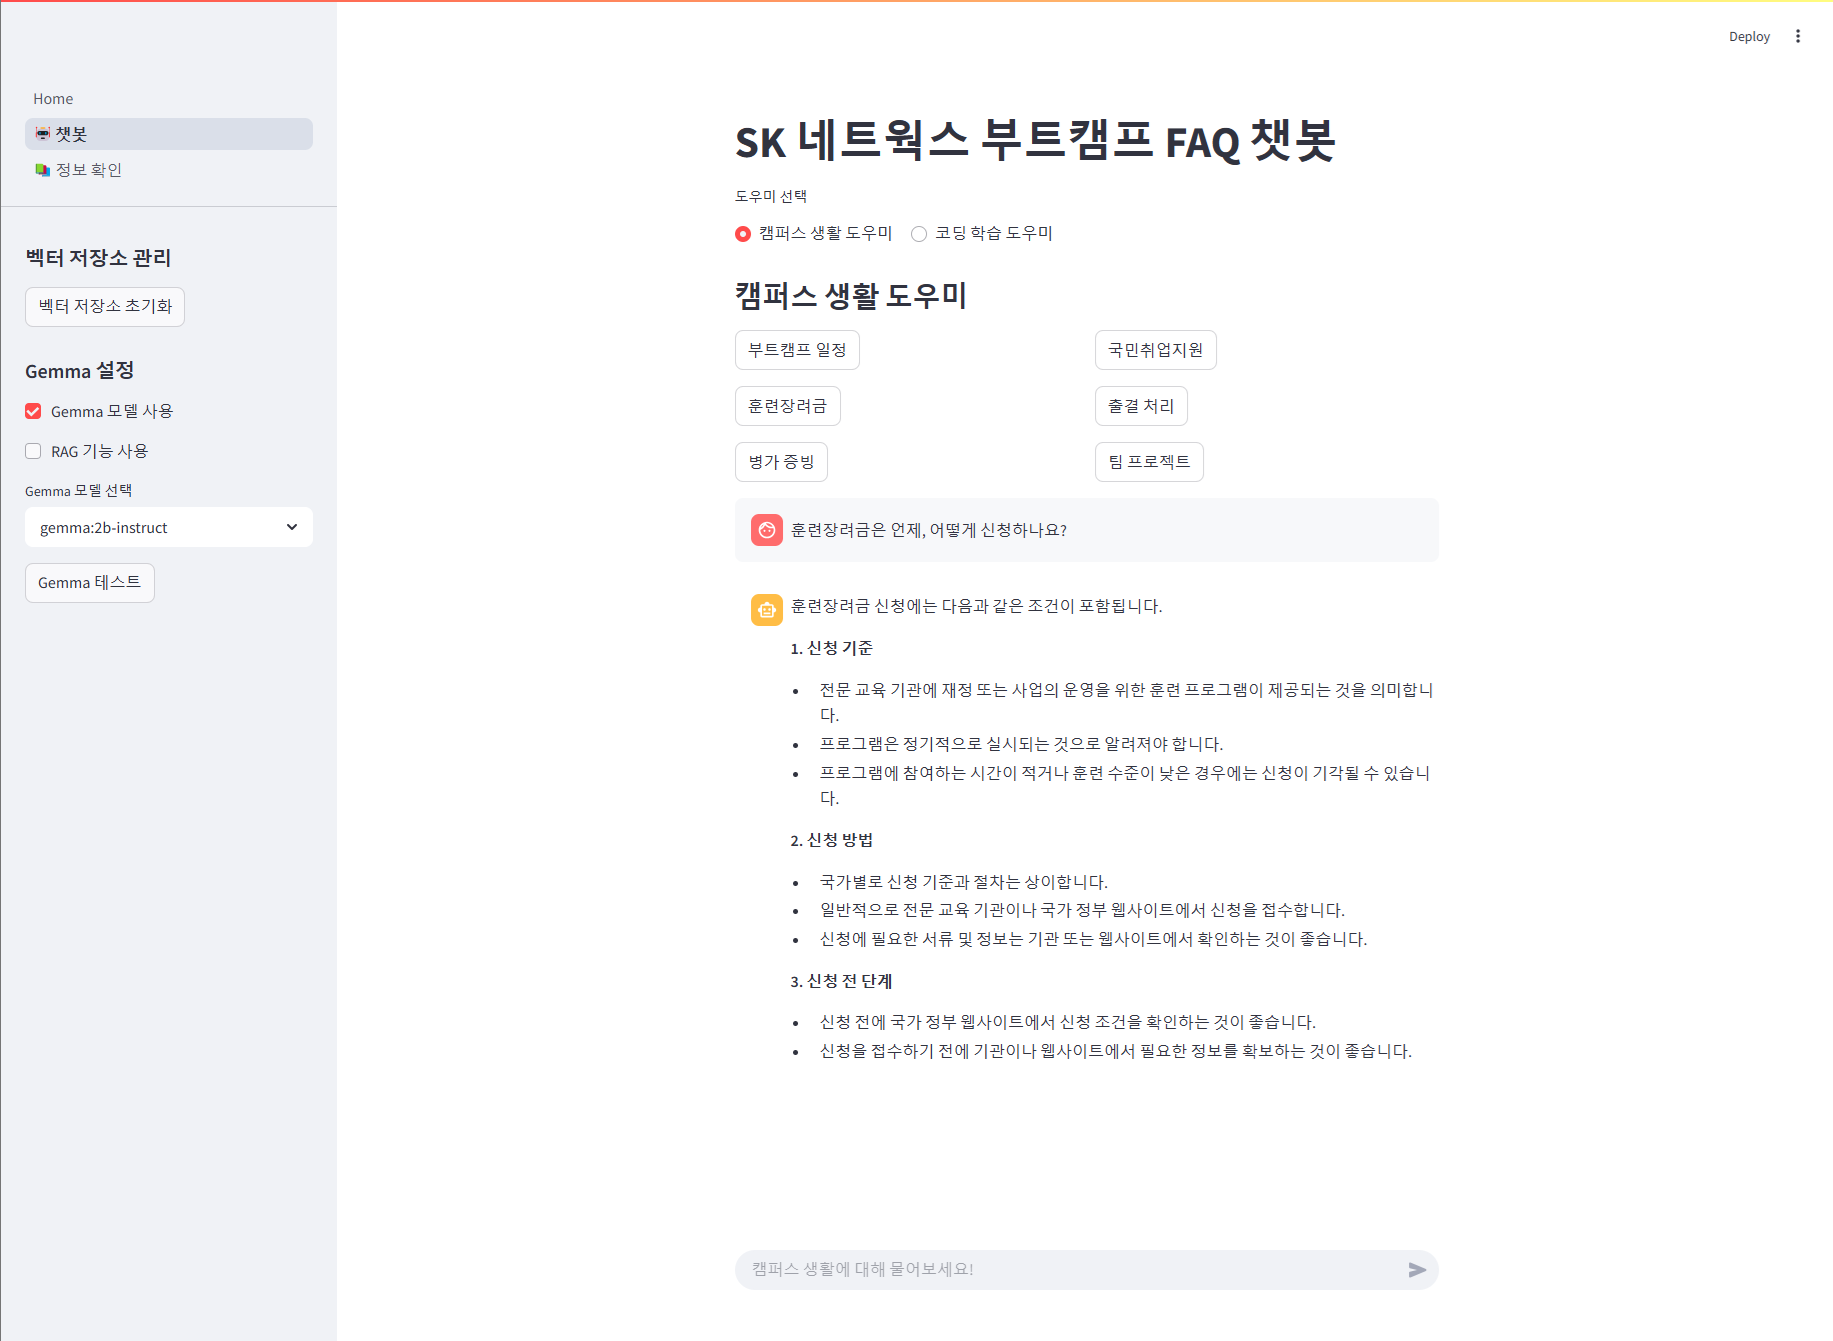 Deploy
Home
챗봇
정보 확인
벡터 저장소 관리
벡터 저장소 초기화
Gemma 설정
Gemma 모델 사용
RAG 기능 사용
Gemma 모델 선택
gemma:2b-instruct
Gemma 테스트
SK 네트웍스 부트캠프 FAQ 챗봇
도우미 선택
캠퍼스 생활 도우미 코딩 학습 도우미
캠퍼스 생활 도우미
부트캠프 일정 국민취업지원
훈련장려금 출결 처리
병가 증빙 팀 프로젝트
훈련장려금은 언제, 어떻게 신청하나요?
훈련장려금 신청에는 다음과 같은 조건이 포함됩니다.
1. 신청 기준
• 전문 교육 기관에 재정 또는 사업의 운영을 위한 훈련 프로그램이 제공되는 것을 의미합니
다.
• 프로그램은 정기적으로 실시되는 것으로 알려져야 합니다.
• 프로그램에 참여하는 시간이 적거나 훈련 수준이 낮은 경우에는 신청이 기각될 수 있습니
다.
2. 신청 방법
• 국가별로 신청 기준과 절차는 상이합니다.
• 일반적으로 전문 교육 기관이나 국가 정부 웹사이트에서 신청을 접수합니다.
• 신청에 필요한 서류 및 정보는 기관 또는 웹사이트에서 확인하는 것이 좋습니다.
3. 신청 전 단계
• 신청 전에 국가 정부 웹사이트에서 신청 조건을 확인하는 것이 좋습니다.
• 신청을 접수하기 전에 기관이나 웹사이트에서 필요한 정보를 확보하는 것이 좋습니다.
캠퍼스 생활에 대해 물어보세요!